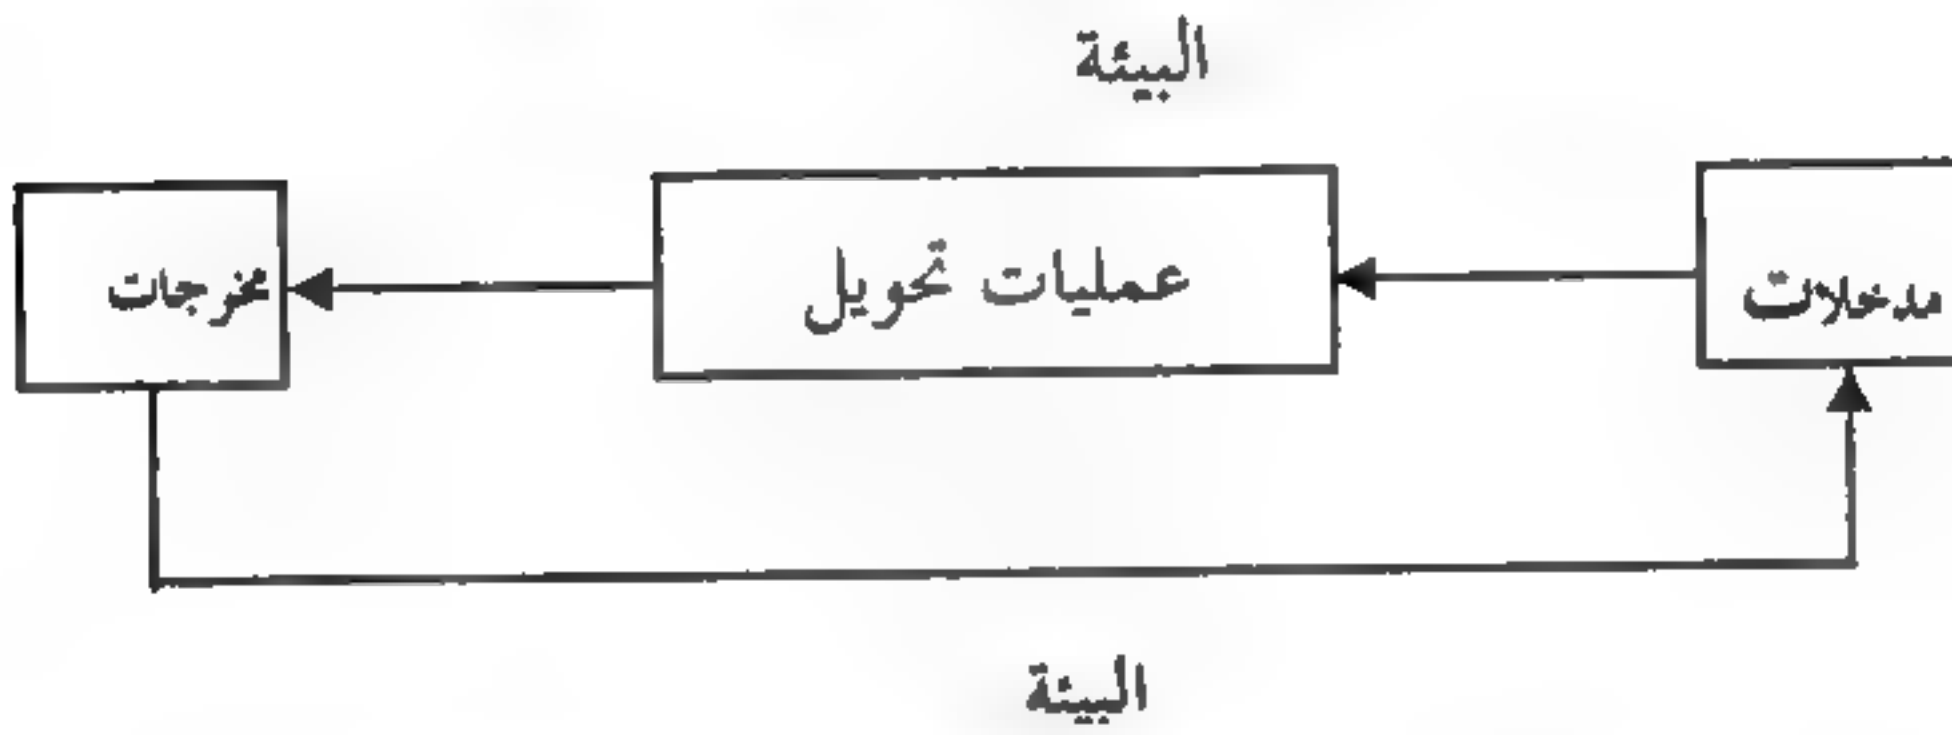 البيئة
مدخلات
عمليات تحويل
مخرجات
البيئة